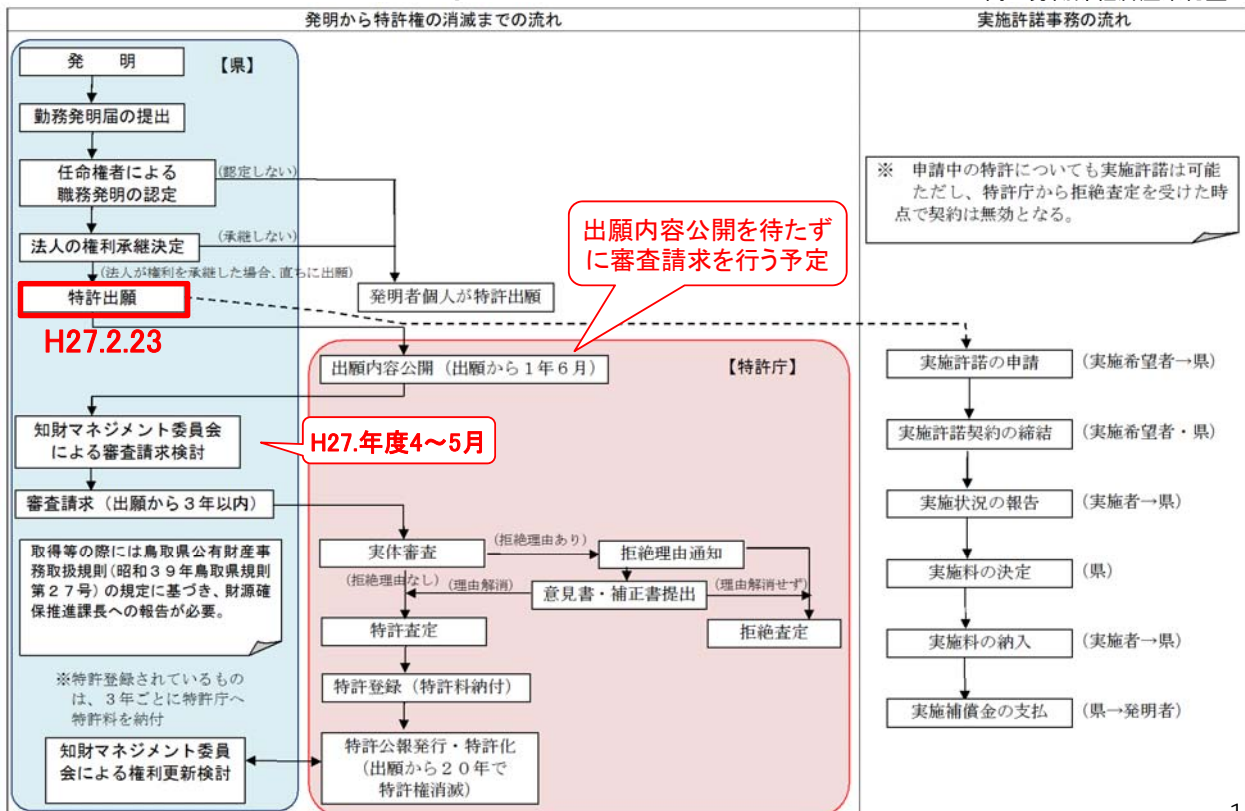 発明から特許権の消滅までの流れ
実施許諾事務の流れ
発　明
【県】
勤務発明届の提出
任命権者による
職務発明の認定
(認定しない)
法人の権利承継決定
(承継しない)
(法人が権利を承継した場合、直ちに出願)
特許出願
H27.2.23
発明者個人が特許出願
出願内容公開を待たず
に審査請求を行う予定
※　申請中の特許についても実施許諾は可能
ただし、特許庁から拒絶査定を受けた時
点で契約は無効となる。
出願内容公開（出願から１年６月）
【特許庁】
知財マネジメント委員会
による審査請求検討
H27.年度4～5月
審査請求（出願から３年以内）
取得等の際には鳥取県公有財産事
務取扱規則(昭和３９年鳥取県規則
第２７号）の規定に基づき、財源確
保推進課長への報告が必要。
実体審査
(拒絶理由あり)
拒絶理由通知
(拒絶理由なし)
(理由解消)
意見書・補正書提出
(理由解消せず)
特許査定
拒絶査定
※特許登録されているもの
は、３年ごとに特許庁へ
特許料を納付
特許登録（特許料納付）
知財マネジメント委員
会による権利更新検討
特許公報発行・特許化
（出願から２０年で
特許権消滅）
実施許諾の申請
（実施希望者→県）
実施許諾契約の締結
（実施希望者・県）
実施状況の報告
（実施者→県）
実施料の決定
（県）
実施料の納入
（実施者→県）
実施補償金の支払
（県→発明者）
1